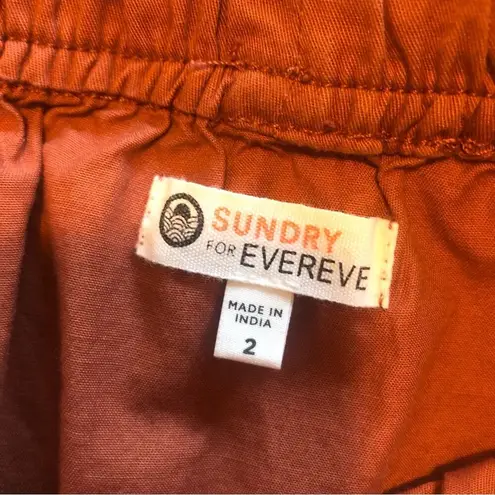 SUNDRY
FOR EVEREVE
MADE IN
INDIA
2